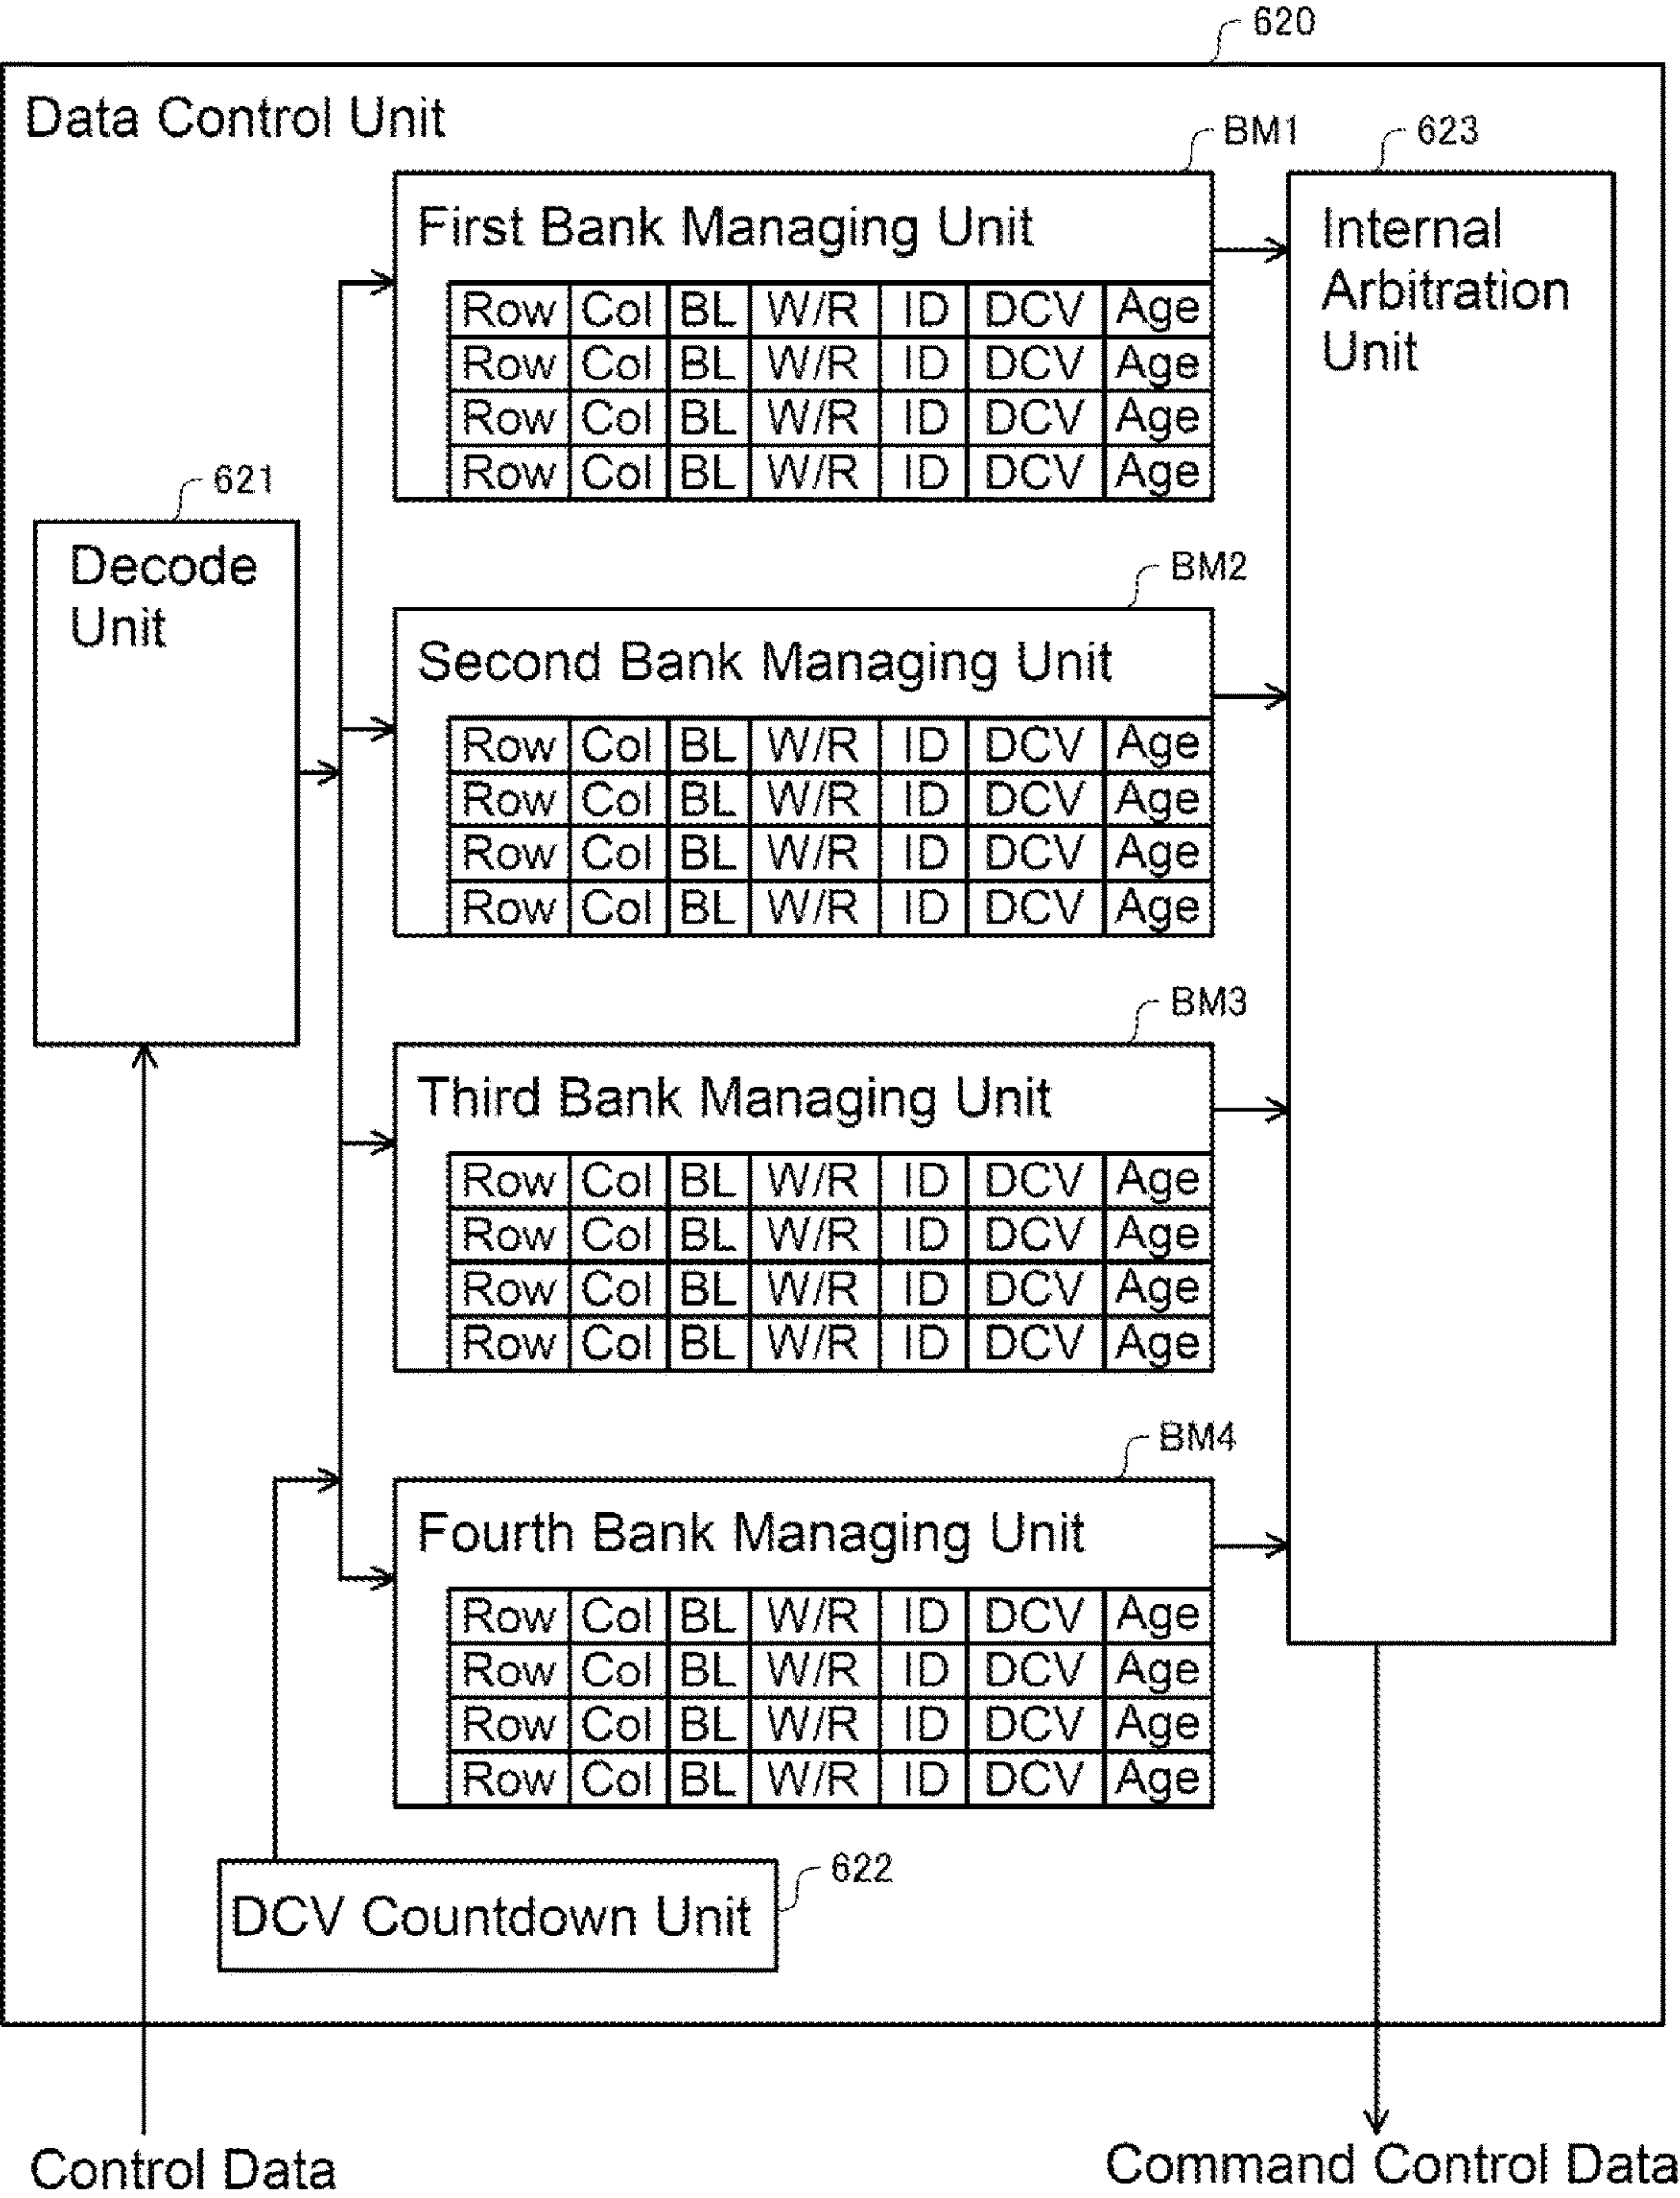 620
Data Control Unit
BM1
623
First Bank Managing Unit
Internal
Arbitration
Unit
Row Col BL W/R ID DCV Age
Row Col BL W/R ID DCV Age
Row Col BL W/R ID DCV Age
Row Col BL W/R ID DCV Age
621
Decode
Unit
BM2
Second Bank Managing Unit
Row Col BL W/R ID DCV Age
Row Col BL W/R ID DCV Age
Row Col BL W/R ID DCV Age
Row Col BL W/R ID DCV Age
BM3
Third Bank Managing Unit
Row Col BL W/R ID DCV Age
Row Col BL W/R ID DCV Age
Row Col BL W/R ID DCV Age
Row Col BL W/R ID DCV Age
BM4
Fourth Bank Managing Unit
Row Col BL W/R ID DCV Age
Row Col BL W/R ID DCV Age
Row Col BL W/R ID DCV Age
Row Col BL W/R ID DCV Age
622
DCV Countdown Unit
Control Data
Command Control Data